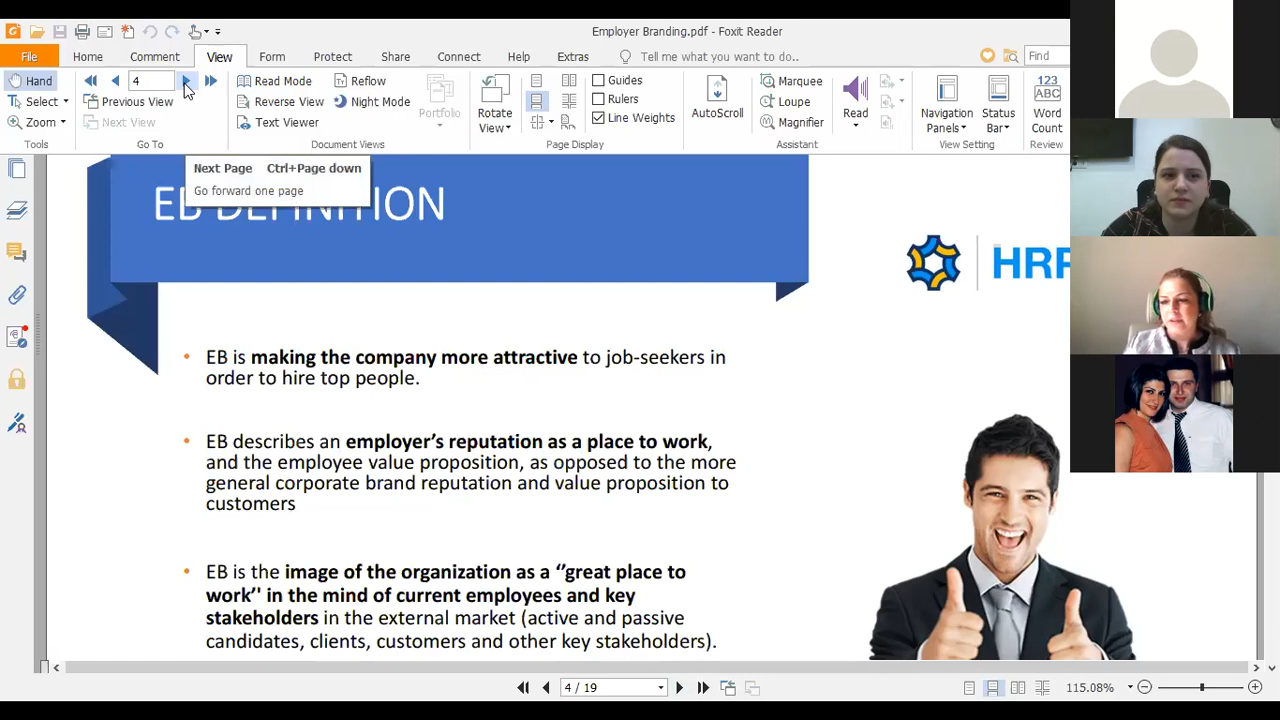 Employer Branding.pdf - Foxit Reader
File Home Comment View Form Protect Share Connect Help Extras Tell me what you want to do.. Find
Hand 4 Read Mode Reflow Guides Marquee
Select Previous View Reverse View Night Mode Rulers Loupe
Zoom Next View Text Viewer Portfolio Rotate View Line Weights AutoScroll Magnifier Read Navigation Panels Status Bar 123 ABC Word Count
Tools Go To Document Views Page Display Assistant View Setting Review
Next Page Ctrl+Page down
Go forward one page
EB DEFINITION
HRP
• EB is making the company more attractive to job-seekers in
order to hire top people.
• EB describes an employer’s reputation as a place to work,
and the employee value proposition, as opposed to the more
general corporate brand reputation and value proposition to
customers
• EB is the image of the organization as a ‘’great place to
work'' in the mind of current employees and key
stakeholders in the external market (active and passive
candidates, clients, customers and other key stakeholders).
4 / 19 115.08%